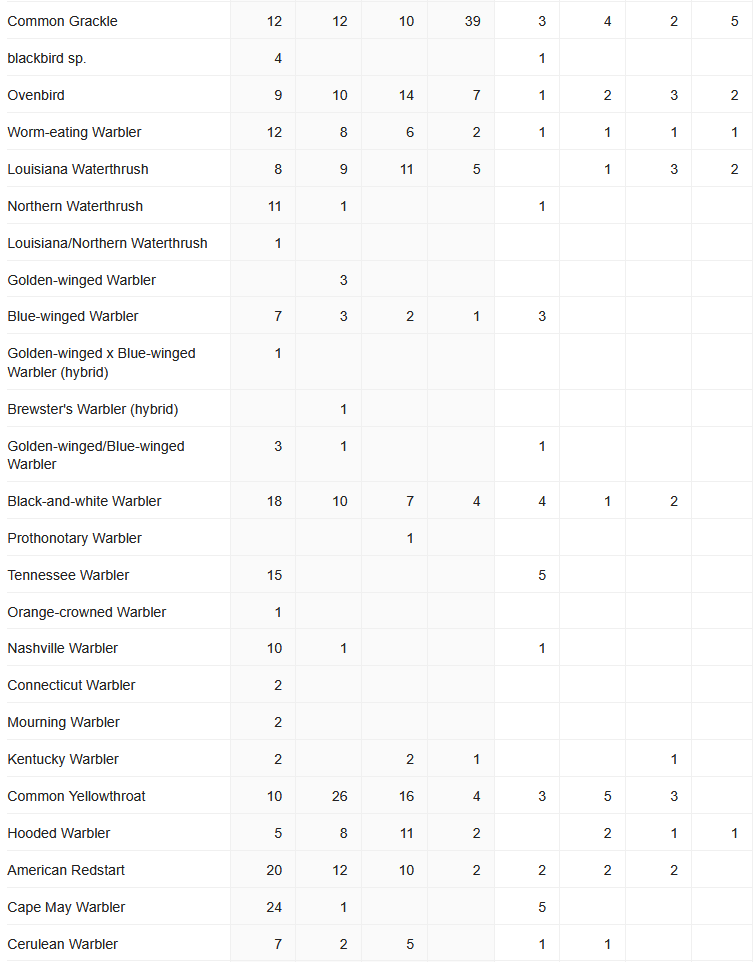 Common Grackle 12 12 10 39 3 4 2 5
blackbird sp. 4 1
Ovenbird 9 10 14 7 1 2 3 2
Worm-eating Warbler 12 8 6 2 1 1 1 1
Louisiana Waterthrush 8 9 11 5 1 3 2
Northern Waterthrush 11 1 1
Louisiana/Northern Waterthrush 1
Golden-winged Warbler 3
Blue-winged Warbler 7 3 2 1 3
Golden-winged x Blue-winged 1
Warbler (hybrid)
Brewster's Warbler (hybrid) 1
Golden-winged/Blue-winged 3 1 1
Warbler
Black-and-white Warbler 18 10 7 4 4 1 2
Prothonotary Warbler 1
Tennessee Warbler 15 5
Orange-crowned Warbler 1
Nashville Warbler 10 1 1
Connecticut Warbler 2
Mourning Warbler 2
Kentucky Warbler 2 2 1 1
Common Yellowthroat 10 26 16 4 3 5 3
Hooded Warbler 5 8 11 2 2 1 1
American Redstart 20 12 10 2 2 2 2
Cape May Warbler 24 1 5
Cerulean Warbler 7 2 5 1 1